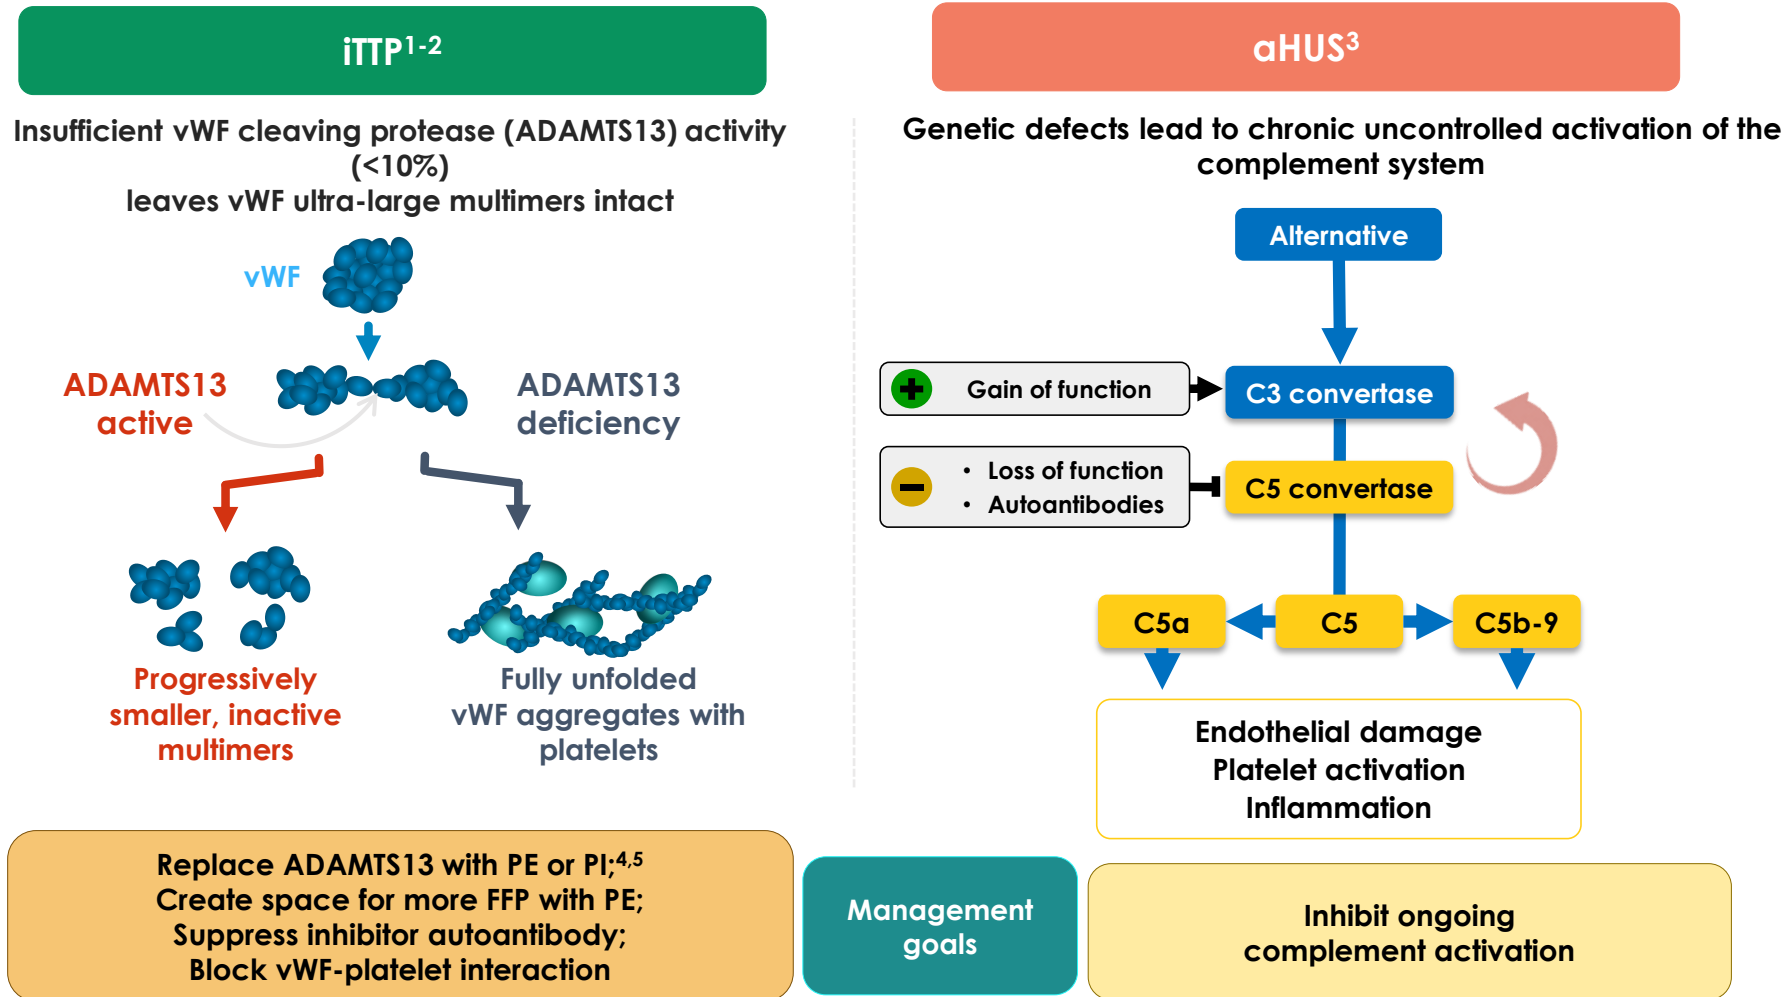 iTTP1-2
Insufficient vWF cleaving protease (ADAMTS13) activity
(<10%)
leaves vWF ultra-large multimers intact
vWF
ADAMTS13
active
ADAMTS13
deficiency
Progressively
smaller, inactive
multimers
Fully unfolded
vWF aggregates with
platelets
Replace ADAMTS13 with PE or PI;4,5
Create space for more FFP with PE;
Suppress inhibitor autoantibody;
Block vWF-platelet interaction
Management
goals
aHUS3
Genetic defects lead to chronic uncontrolled activation of the
complement system
Alternative
+ Gain of function
C3 convertase
− • Loss of function
• Autoantibodies
C5 convertase
C5a
C5
C5b-9
Endothelial damage
Platelet activation
Inflammation
Inhibit ongoing
complement activation